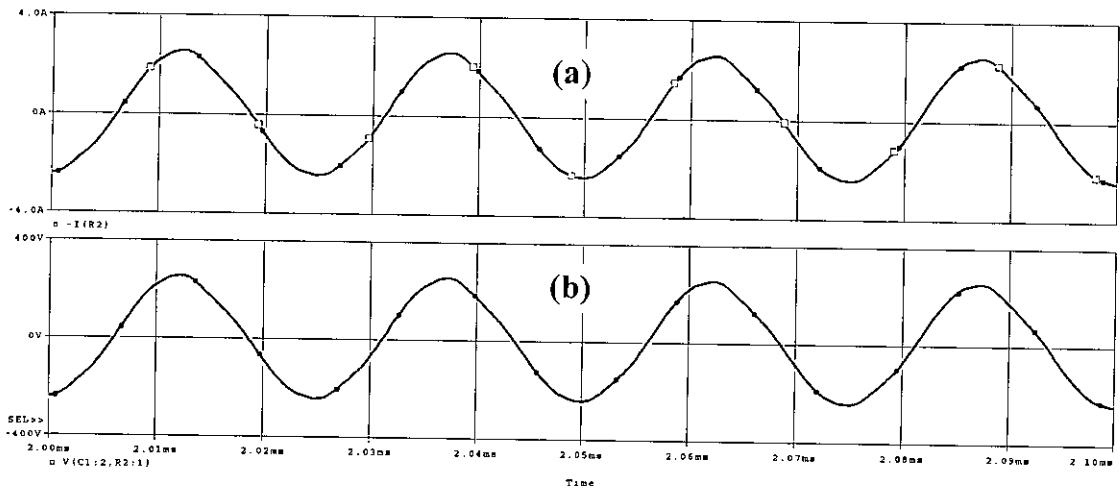 4.0A
(a)
0A
-4.0A
-I(R2)
400V
(b)
0V
SEL>>
-400V
2.00ms 2.01ms 2.02ms 2.03ms 2.04ms 2.05ms 2.06ms 2.07ms 2.08ms 2.09ms 2.10ms
V(C1:2,R2:1)
Time